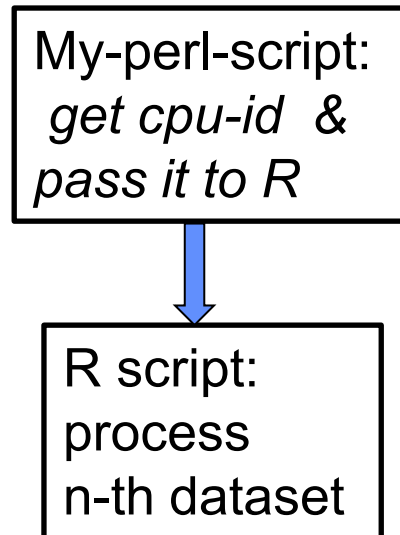 My-perl-script:
get cpu-id &
pass it to R
R script:
process
n-th dataset